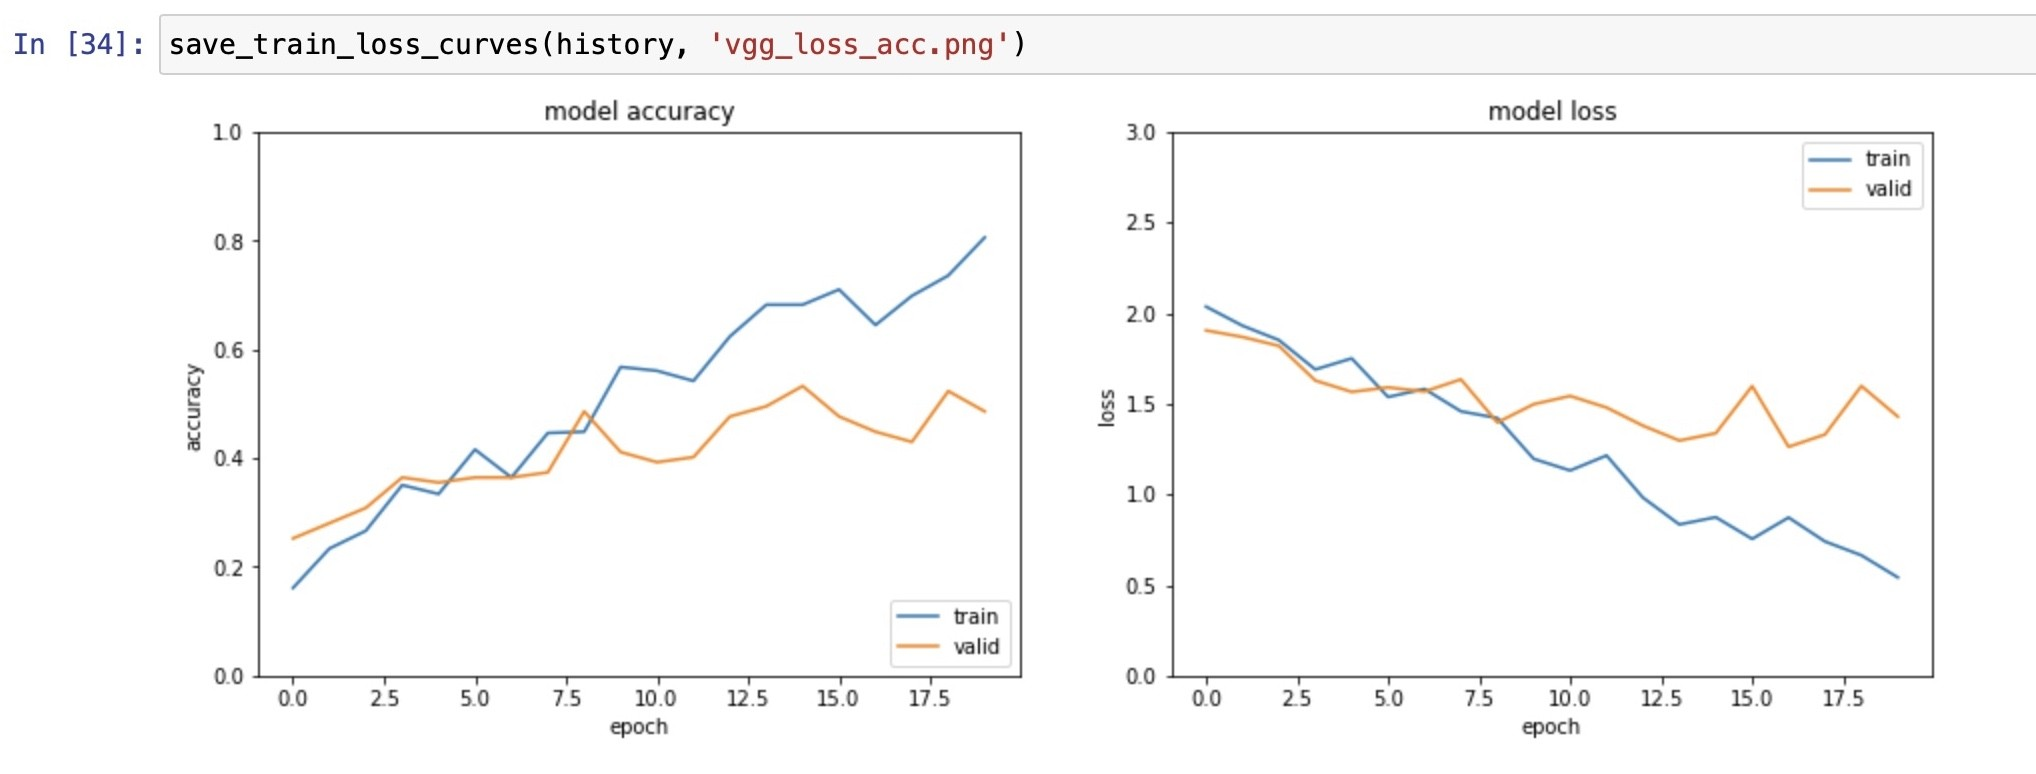 In [34]: save_train_loss_curves(history, 'vgg_loss_acc.png')
model accuracy
1.0
0.8
0.6
0.4
0.2
0.0
accuracy
train
valid
0.0 2.5 5.0 7.5 10.0 12.5 15.0 17.5
epoch
model loss
3.0
2.5
2.0
1.5
1.0
0.5
0.0
loss
train
valid
0.0 2.5 5.0 7.5 10.0 12.5 15.0 17.5
epoch